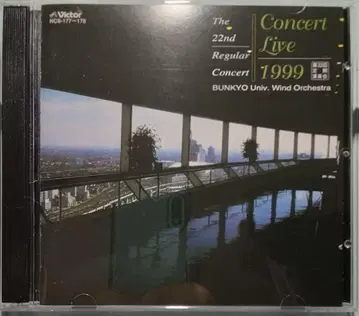 Victor
NCS-177~178
The
22nd
Regular
Concert
Concert
Live
1999
BUNKYO Univ. Wind Orchestra